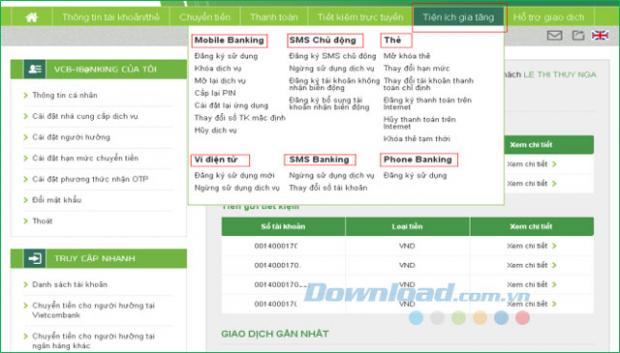 Thông tin tài khoản/thẻ
Chuyển tiền
Thanh toán
Tiết kiệm trực tuyến
Tiện ích gia tăng
Hỗ trợ giao dịch
Mobile Banking
Đăng ký sử dụng
Khóa dịch vụ
Mở lại dịch vụ
Cấp lại PIN
Cài đặt lại ứng dụng
Thay đổi số TK mặc định
Hủy dịch vụ
SMS Chủ động
Đăng ký SMS chủ động
Ngừng sử dụng dịch vụ
Đăng ký tài khoản không
nhận biến động
Đăng ký bổ sung tài
khoản nhận biến động
Thẻ
Mở khóa thẻ
Thay đổi hạn mức
Thay đổi tài khoản thanh
toán chỉ định
Đăng ký thanh toán trên
Internet
Hủy thanh toán trên
Internet
Khóa thẻ tạm thời
Ví điện tử
Đăng ký sử dụng mới
Ngừng sử dụng dịch vụ
SMS Banking
Ngừng sử dụng dịch vụ
Thay đổi số tài khoản
Phone Banking
Đăng ký sử dụng
VCB-IB@NKING CỦA TÔI
Thông tin cá nhân
Cài đặt nhà cung cấp dịch vụ
Cài đặt người hưởng
Cài đặt hạn mức chuyển tiền
Cài đặt phương thức nhận OTP
Đổi mật khẩu
Thoát
TRUY CẬP NHANH
Danh sách tài khoản
Chuyển tiền cho người hưởng tại
Vietcombank
Chuyển tiền cho người hưởng tại
ngân hàng khác
hách LE THI THUY NGA
Xem chi tiết
Xem chi tiết
Xem chi tiết
Tiền gửi tiết kiệm
Số tài khoản Loại tiền Xem chi tiết
0014000170. VND Xem chi tiết
0014000170. VND Xem chi tiết
0014000170... VND Xem chi tiết
001400017(. VND Xem chi tiết
Download.com.vn
GIAO DỊCH GẦN NHẤT